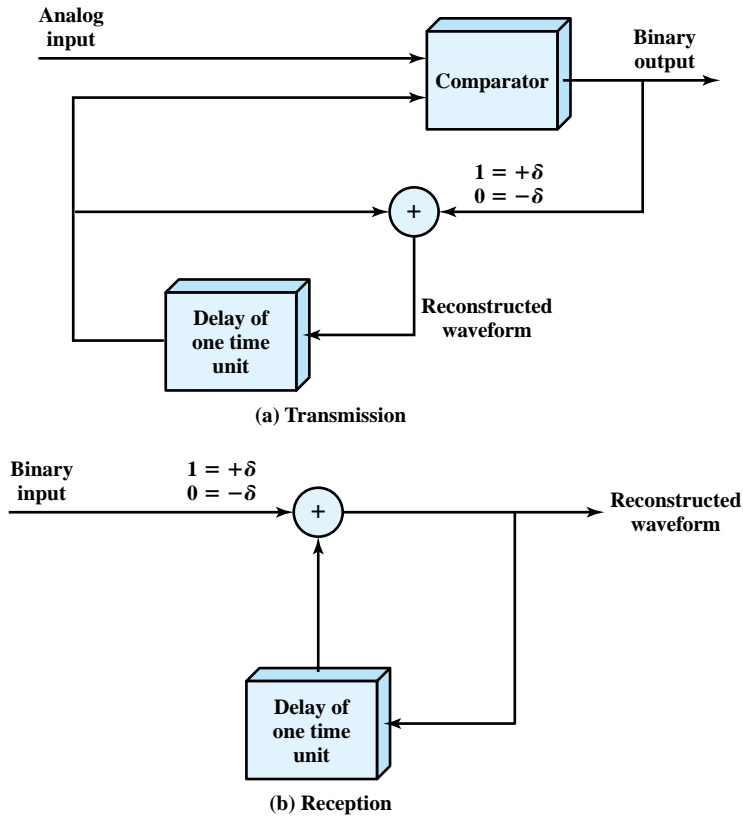 Analog
input
Comparator
Binary
output
1 = +δ
0 = −δ
+
Delay of
one time
unit
Reconstructed
waveform
(a) Transmission
Binary
input
1 = +δ
0 = −δ
+
Reconstructed
waveform
Delay of
one time
unit
(b) Reception